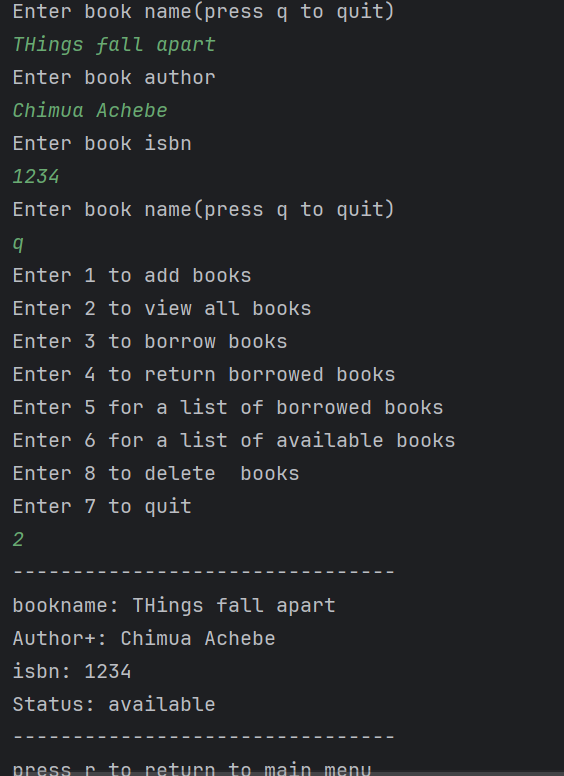 Enter book name(press q to quit)
THings fall apart
Enter book author
Chimua Achebe
Enter book isbn
1234
Enter book name(press q to quit)
q
Enter 1 to add books
Enter 2 to view all books
Enter 3 to borrow books
Enter 4 to return borrowed books
Enter 5 for a list of borrowed books
Enter 6 for a list of available books
Enter 8 to delete  books
Enter 7 to quit
2
--------------------------------
bookname: THings fall apart
Author+: Chimua Achebe
isbn: 1234
Status: available
--------------------------------
press r to return to main menu